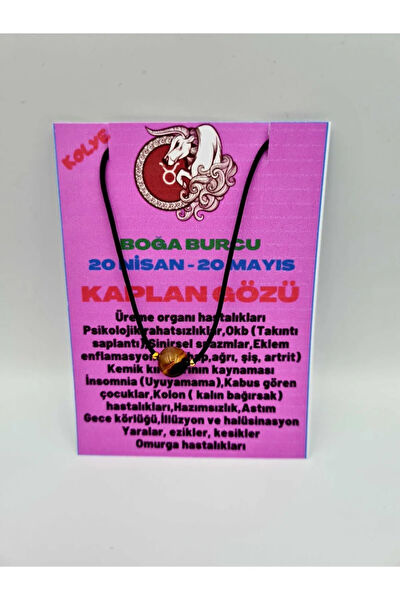 KOLYE
BOĞA BURCU
20 NİSAN - 20 MAYIS
KAPLAN GÖZÜ
Üreme organı hastalıkları
Psikolojik rahatsızlıklar,Okb (Takıntı
saplantı),Sinirsel spazmlar,Eklem
enflamasyon ,ağrı, şiş, artrit)
Kemik kaynaması
İnsomnia (Uyuyamama),Kabus gören
çocuklar,Kolon ( kalın bağırsak)
hastalıkları,Hazımsızlık,Astım
Gece körlüğü,İllüzyon ve halüsinasyon
Yaralar, ezikler, kesikler
Omurga hastalıkları